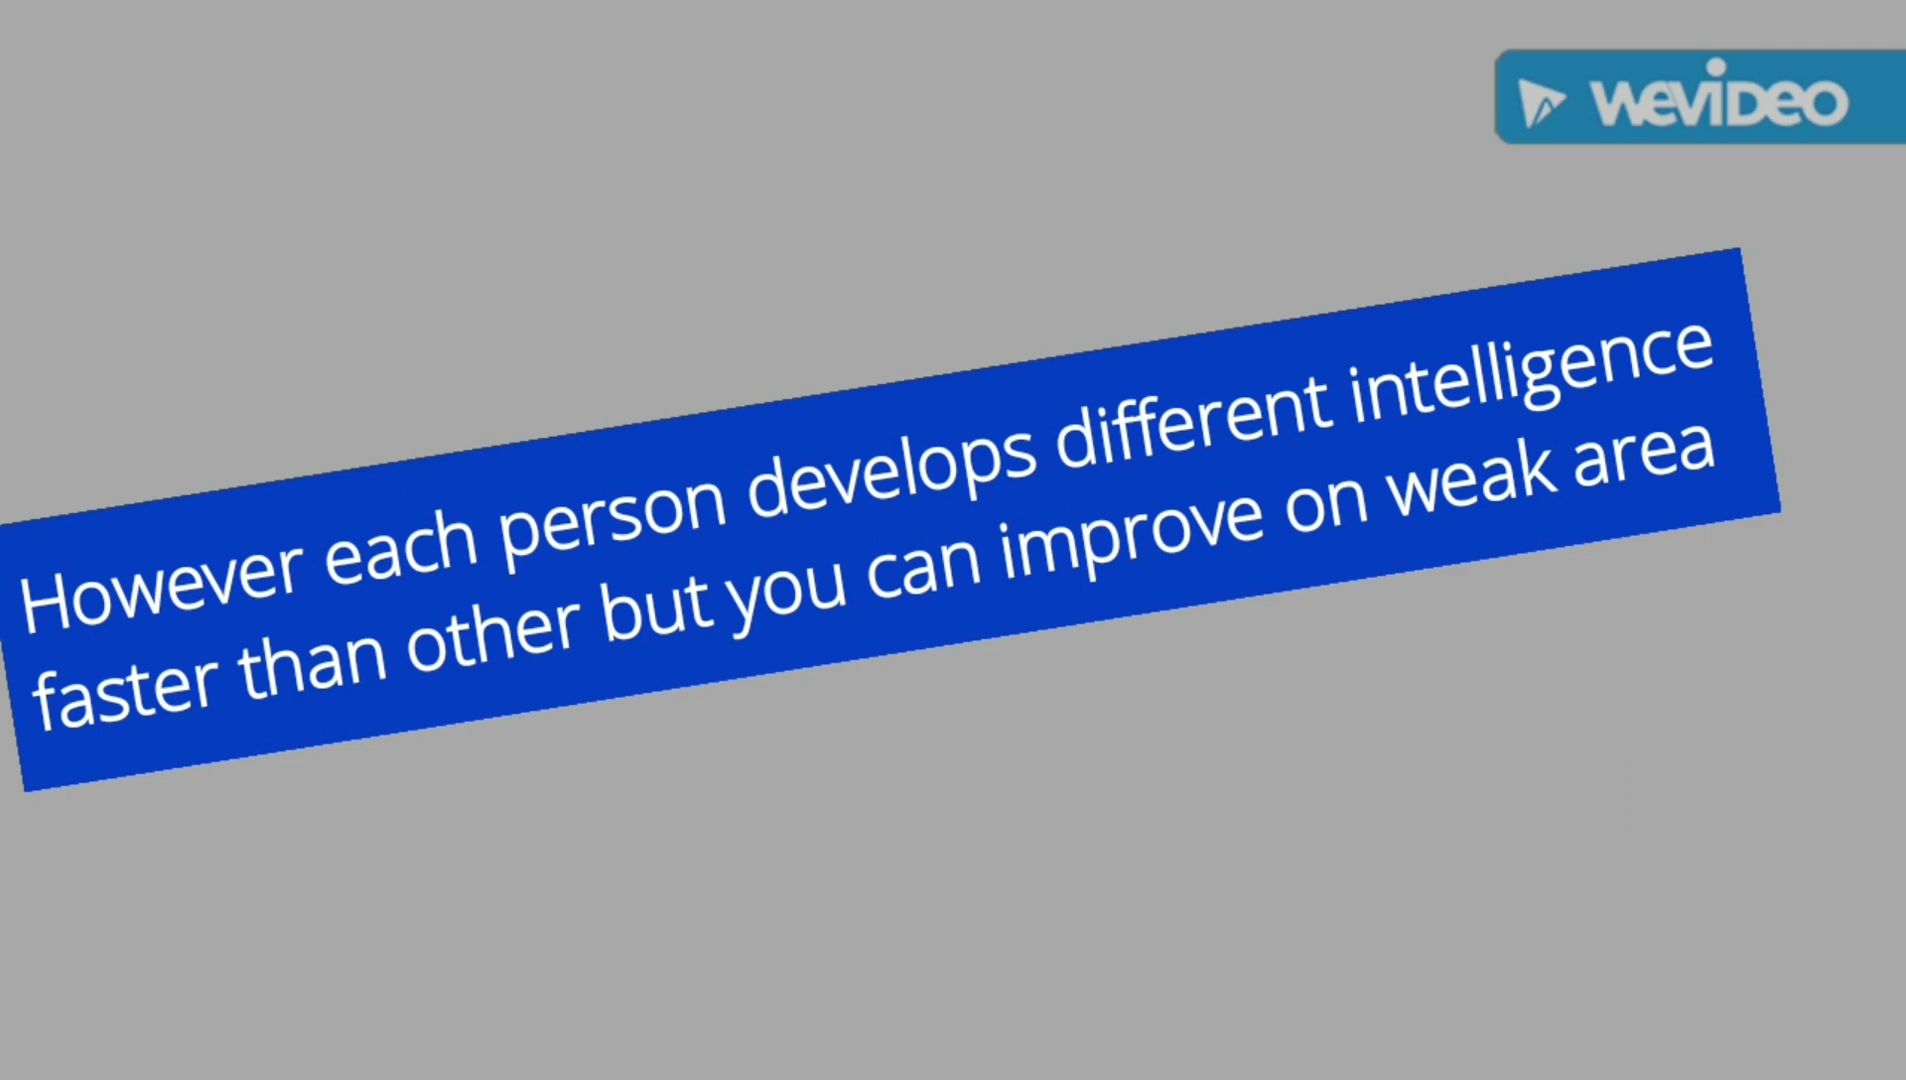 WEVIDEO
However each person develops different intelligence
faster than other but you can improve on weak area